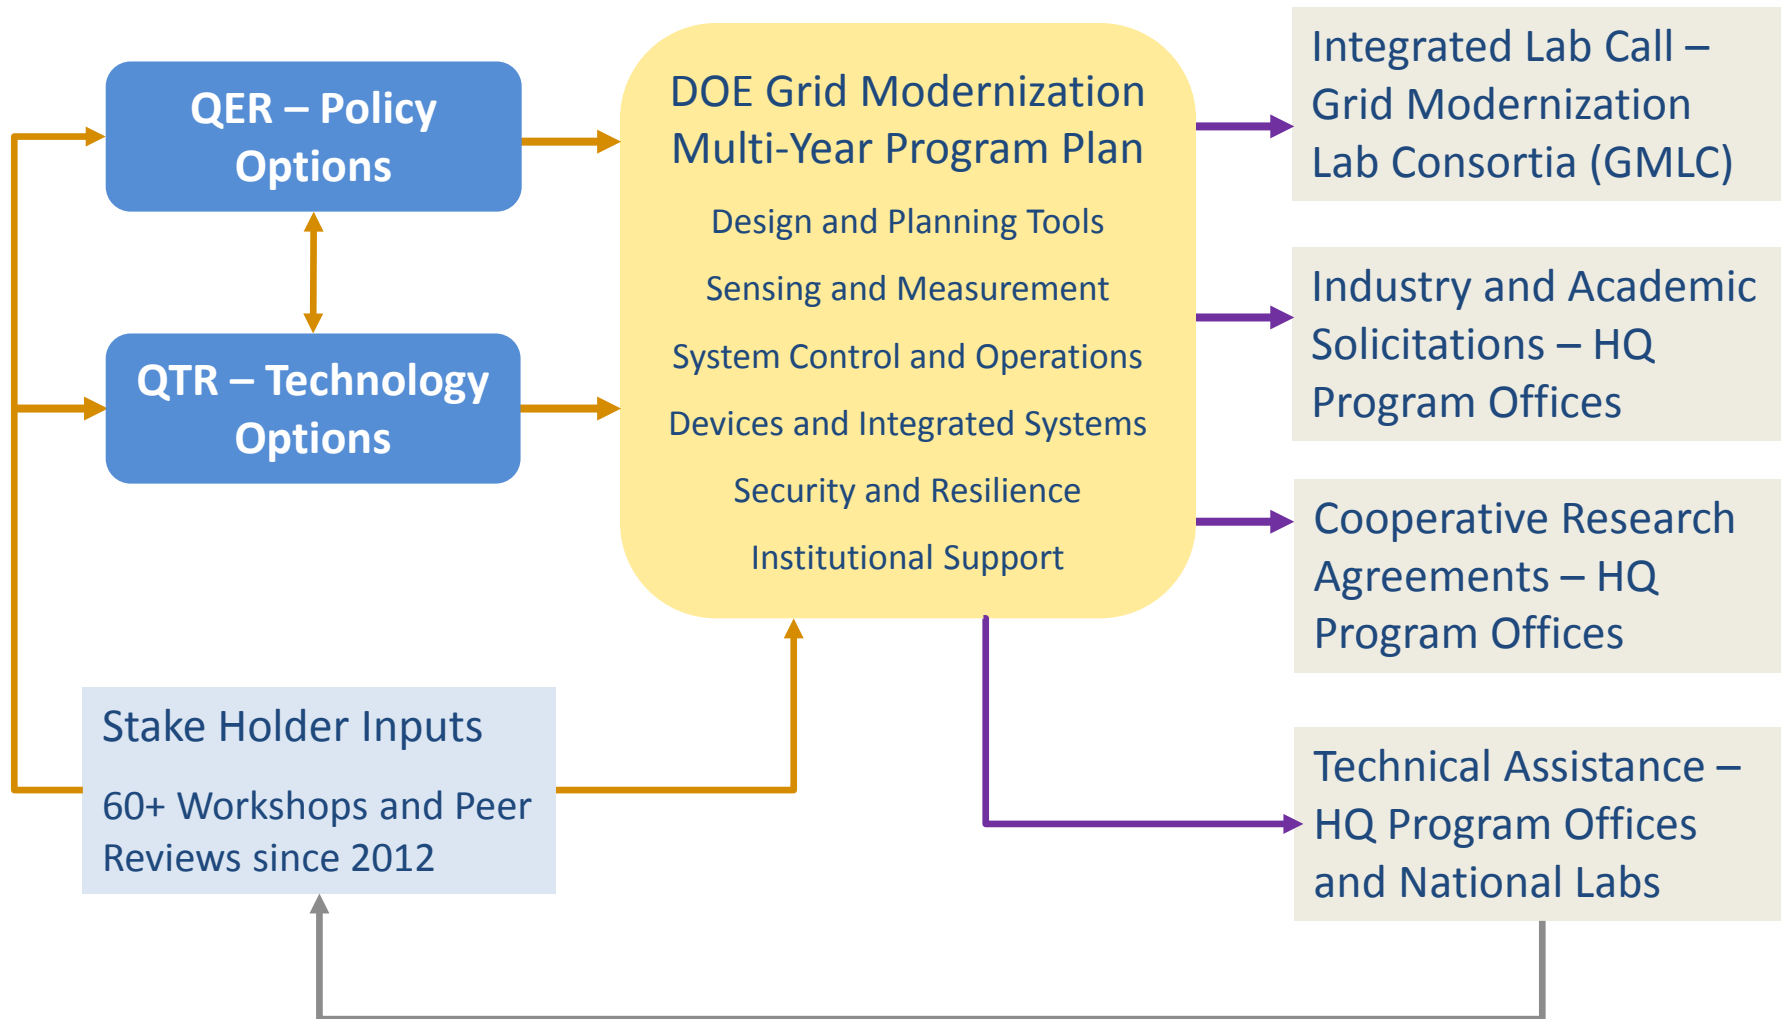 QER – Policy
Options
QTR – Technology
Options
Stake Holder Inputs
60+ Workshops and Peer
Reviews since 2012
DOE Grid Modernization
Multi-Year Program Plan
Design and Planning Tools
Sensing and Measurement
System Control and Operations
Devices and Integrated Systems
Security and Resilience
Institutional Support
Integrated Lab Call –
Grid Modernization
Lab Consortia (GMLC)
Industry and Academic
Solicitations – HQ
Program Offices
Cooperative Research
Agreements – HQ
Program Offices
Technical Assistance –
HQ Program Offices
and National Labs